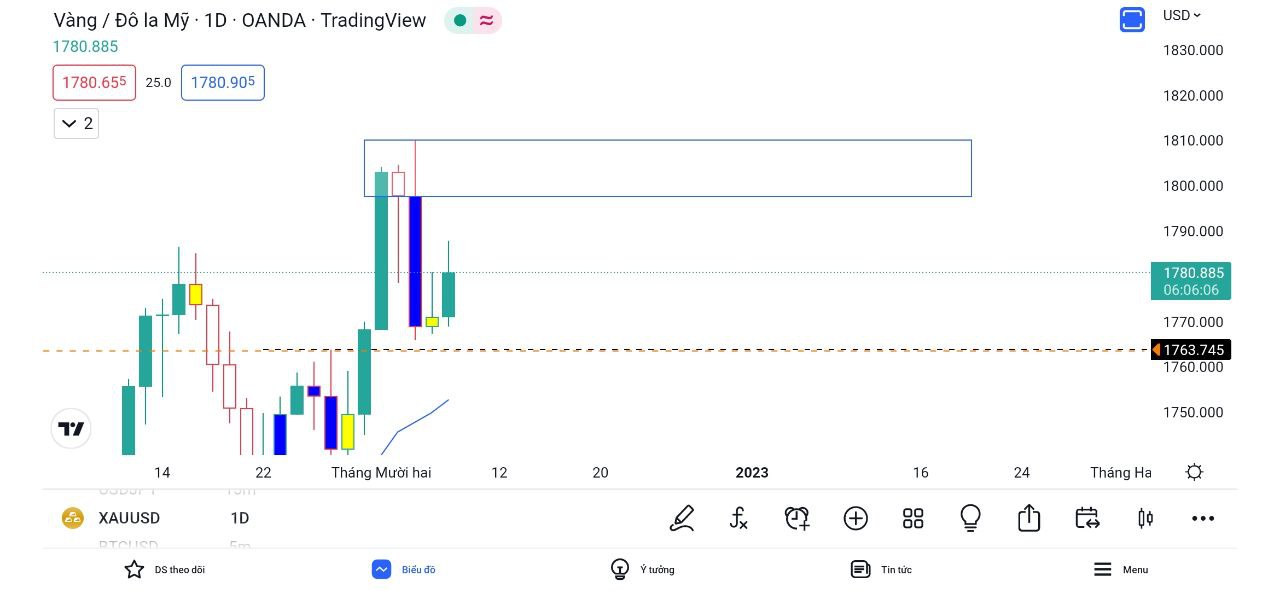 Vàng / Đô la Mỹ · 1D · OANDA · TradingView
USD
1780.885
1780.655 25.0 1780.905
2
1830.000
1820.000
1810.000
1800.000
1790.000
1780.885
06:06:06
1770.000
1763.745
1760.000
1750.000
14 22 Tháng Mười hai 12 20 2023 16 24 Tháng Ha
USDJPY 15m
XAUUSD 1D
BTCUSD 5m
DS theo dõi Biểu đồ Ý tưởng Tin tức Menu